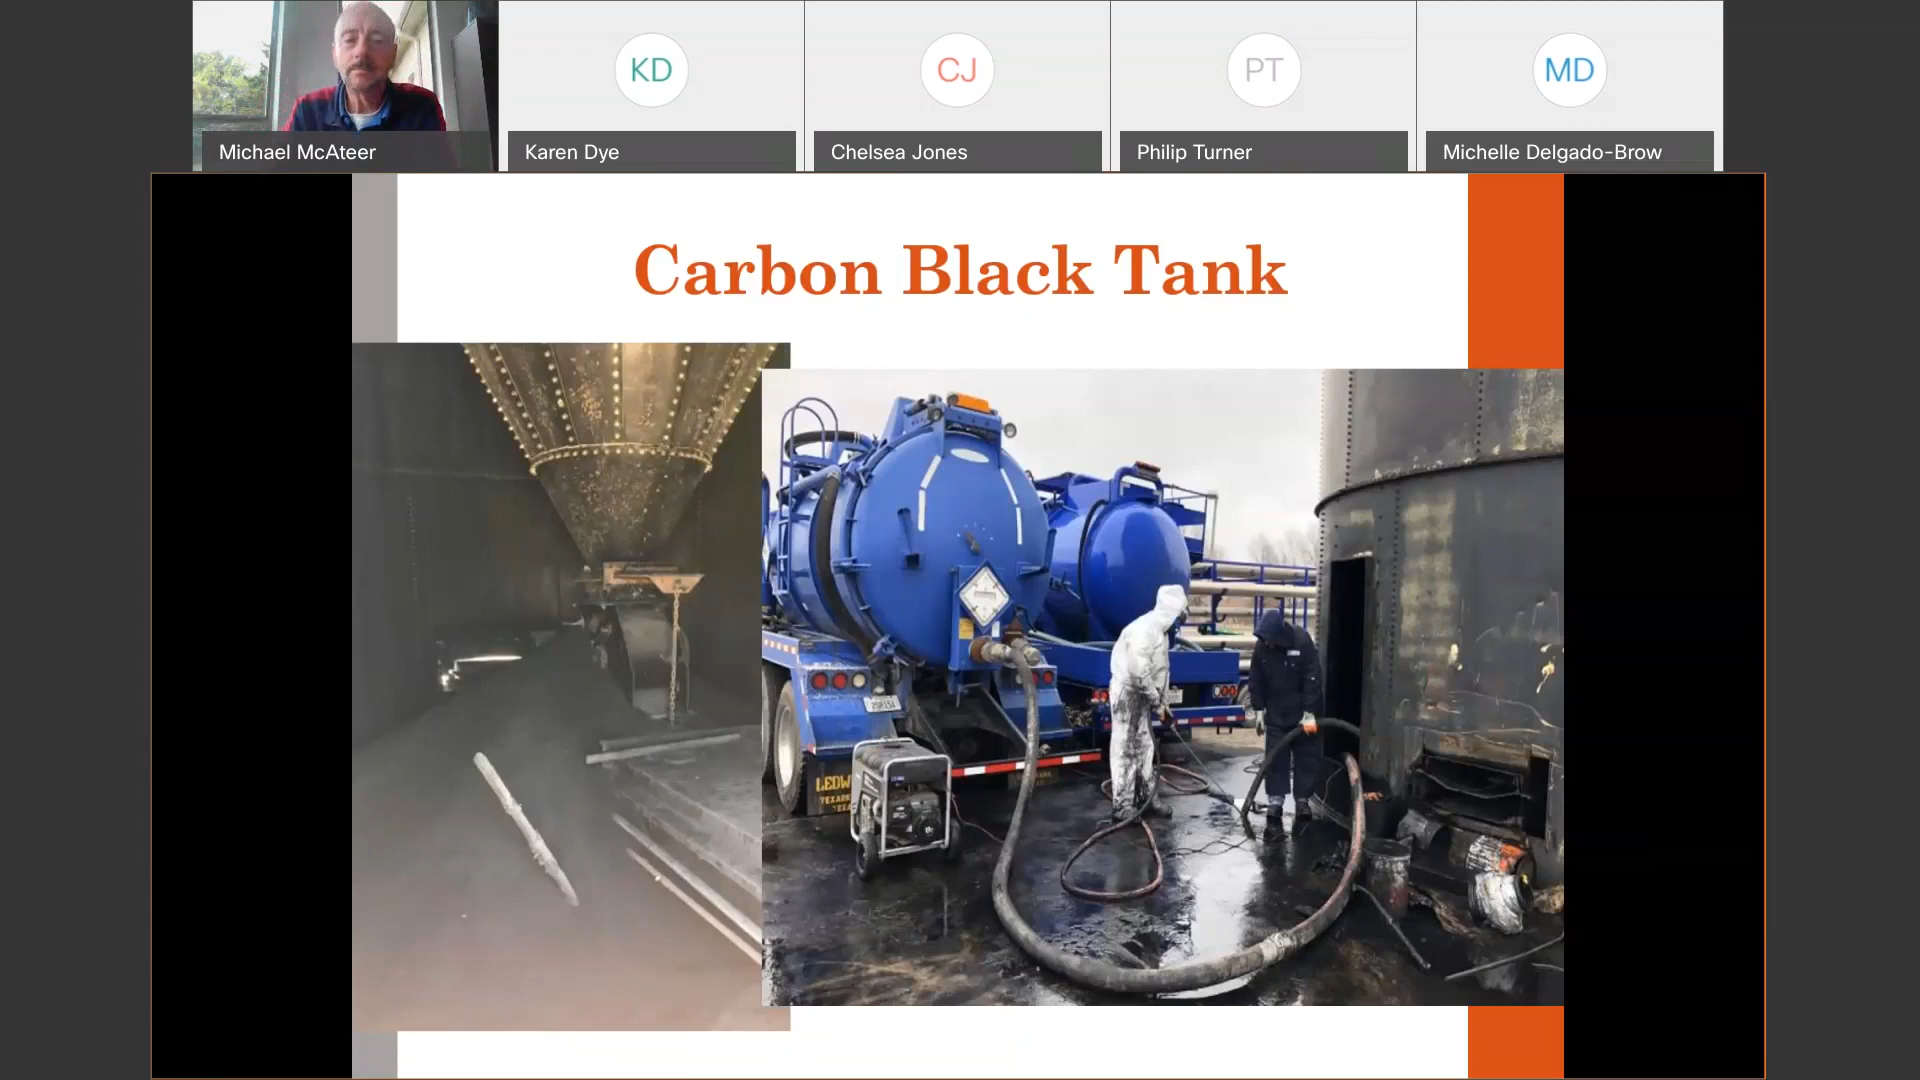 KD
CJ
PT
MD
Michael McAteer
Karen Dye
Chelsea Jones
Philip Turner
Michelle Delgado-Brow
Carbon Black Tank